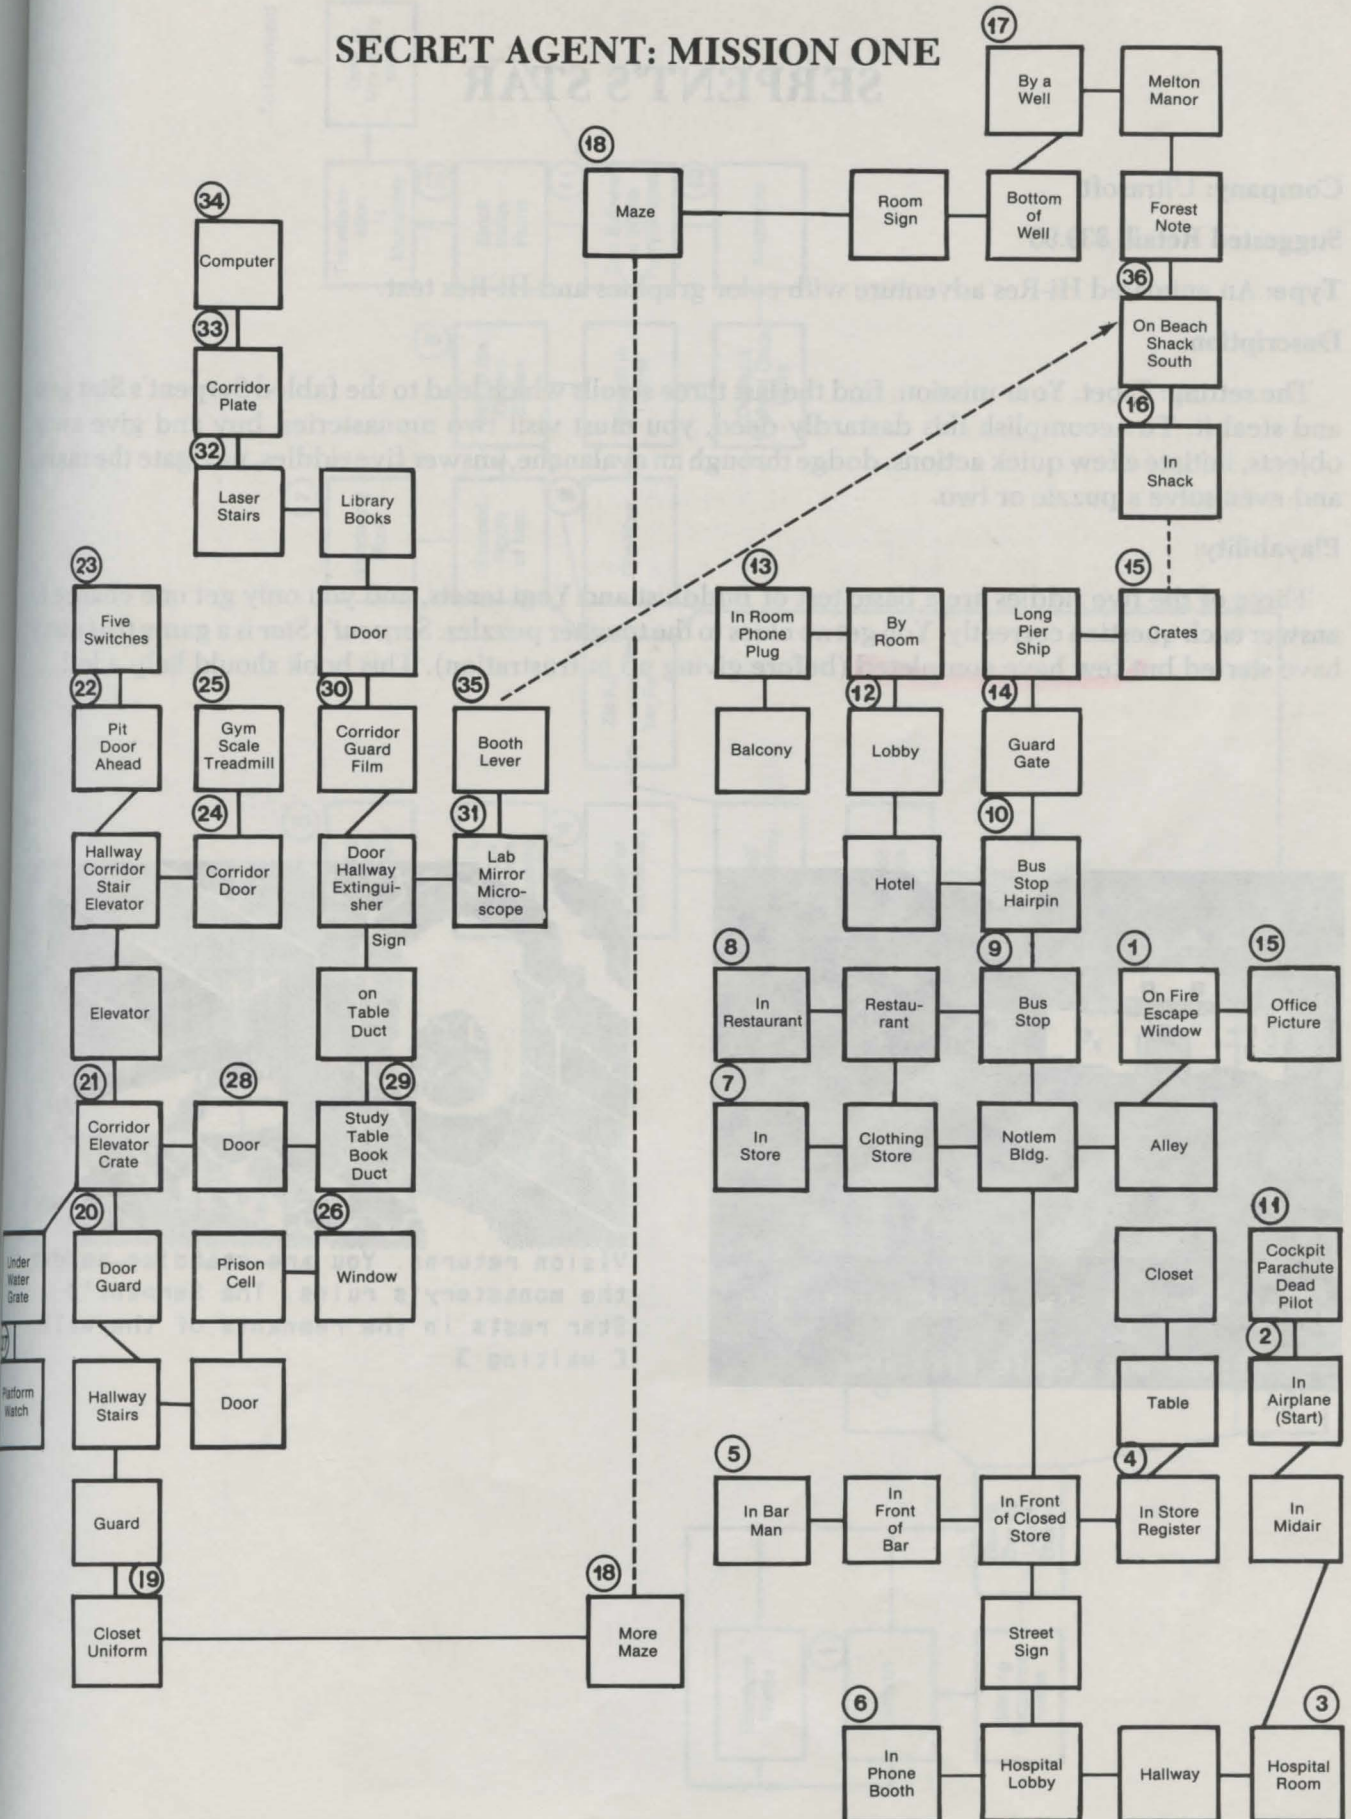 SECRET AGENT: MISSION ONE
17
By a
Well
Melton
Manor
18
Maze
Room
Sign
Bottom
of
Well
Forest
Note
34
Computer
36
On Beach
Shack
South
33
Corridor
Plate
16
In
Shack
32
Laser
Stairs
Library
Books
23
Five
Switches
Door
13
In Room
Phone
Plug
By
Room
Long
Pier
Ship
15
Crates
22
Pit
Door
Ahead
25
Gym
Scale
Treadmill
30
Corridor
Guard
Film
35
Booth
Lever
Balcony
12
Lobby
14
Guard
Gate
Hallway
Corridor
Stair
Elevator
24
Corridor
Door
Door
Hallway
Extingui-
sher
31
Lab
Mirror
Micro-
scope
Hotel
10
Bus
Stop
Hairpin
Sign
Elevator
on
Table
Duct
8
In
Restaurant
Restau-
rant
9
Bus
Stop
1
On Fire
Escape
Window
15
Office
Picture
21
Corridor
Elevator
Crate
28
Door
29
Study
Table
Book
Duct
7
In
Store
Clothing
Store
Notlem
Bldg.
Alley
Under
Water
Grate
20
Door
Guard
Prison
Cell
26
Window
Closet
11
Cockpit
Parachute
Dead
Pilot
Platform
Watch
Hallway
Stairs
Door
Table
2
In
Airplane
(Start)
Guard
5
In Bar
Man
In
Front
of
Bar
In Front
of Closed
Store
4
In Store
Register
In
Midair
19
Closet
Uniform
18
More
Maze
Street
Sign
6
In
Phone
Booth
Hospital
Lobby
Hallway
3
Hospital
Room